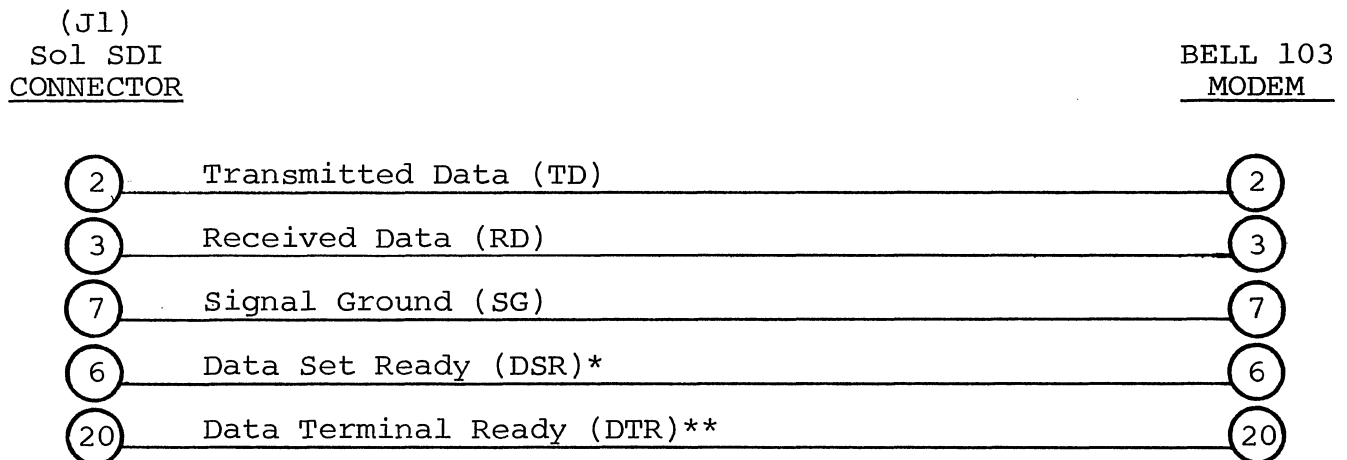 (J1)
Sol SDI
CONNECTOR
BELL 103
MODEM
2 Transmitted Data (TD) 2
3 Received Data (RD) 3
7 Signal Ground (SG) 7
6 Data Set Ready (DSR)* 6
20 Data Terminal Ready (DTR)** 20